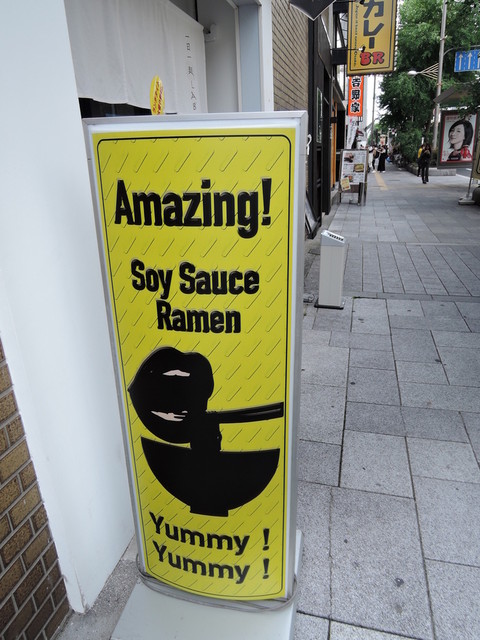 Amazing!
Soy Sauce
Ramen
Yummy !
Yummy !
カレー
吉野家